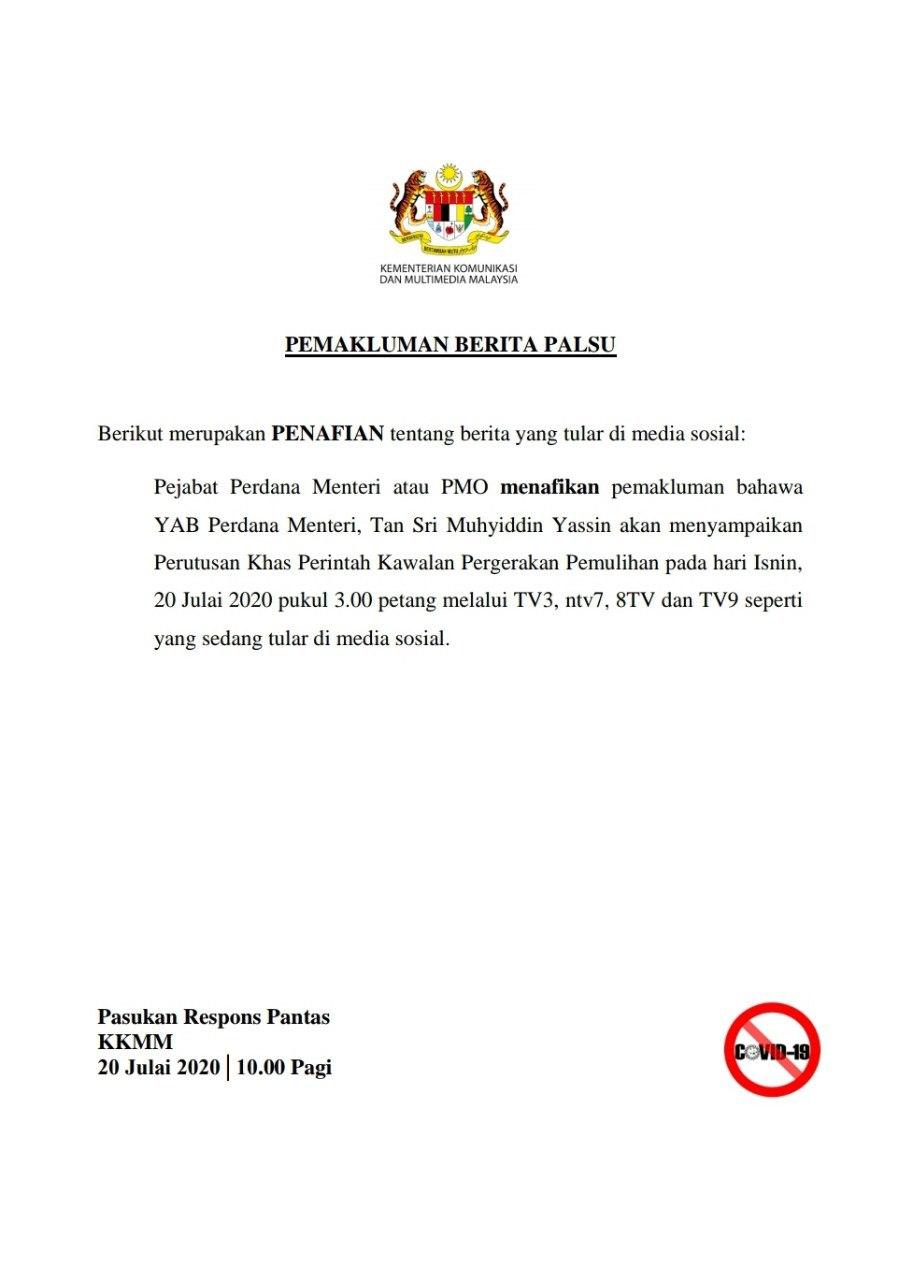 KEMENTERIAN KOMUNIKASI
DAN MULTIMEDIA MALAYSIA
PEMAKLUMAN BERITA PALSU
Berikut merupakan PENAFIAN tentang berita yang tular di media sosial:
Pejabat Perdana Menteri atau PMO menafikan pemakluman bahawa
YAB Perdana Menteri, Tan Sri Muhyiddin Yassin akan menyampaikan
Perutusan Khas Perintah Kawalan Pergerakan Pemulihan pada hari Isnin,
20 Julai 2020 pukul 3.00 petang melalui TV3, ntv7, 8TV dan TV9 seperti
yang sedang tular di media sosial.
Pasukan Respons Pantas
KKMM
20 Julai 2020 | 10.00 Pagi
COVID-19